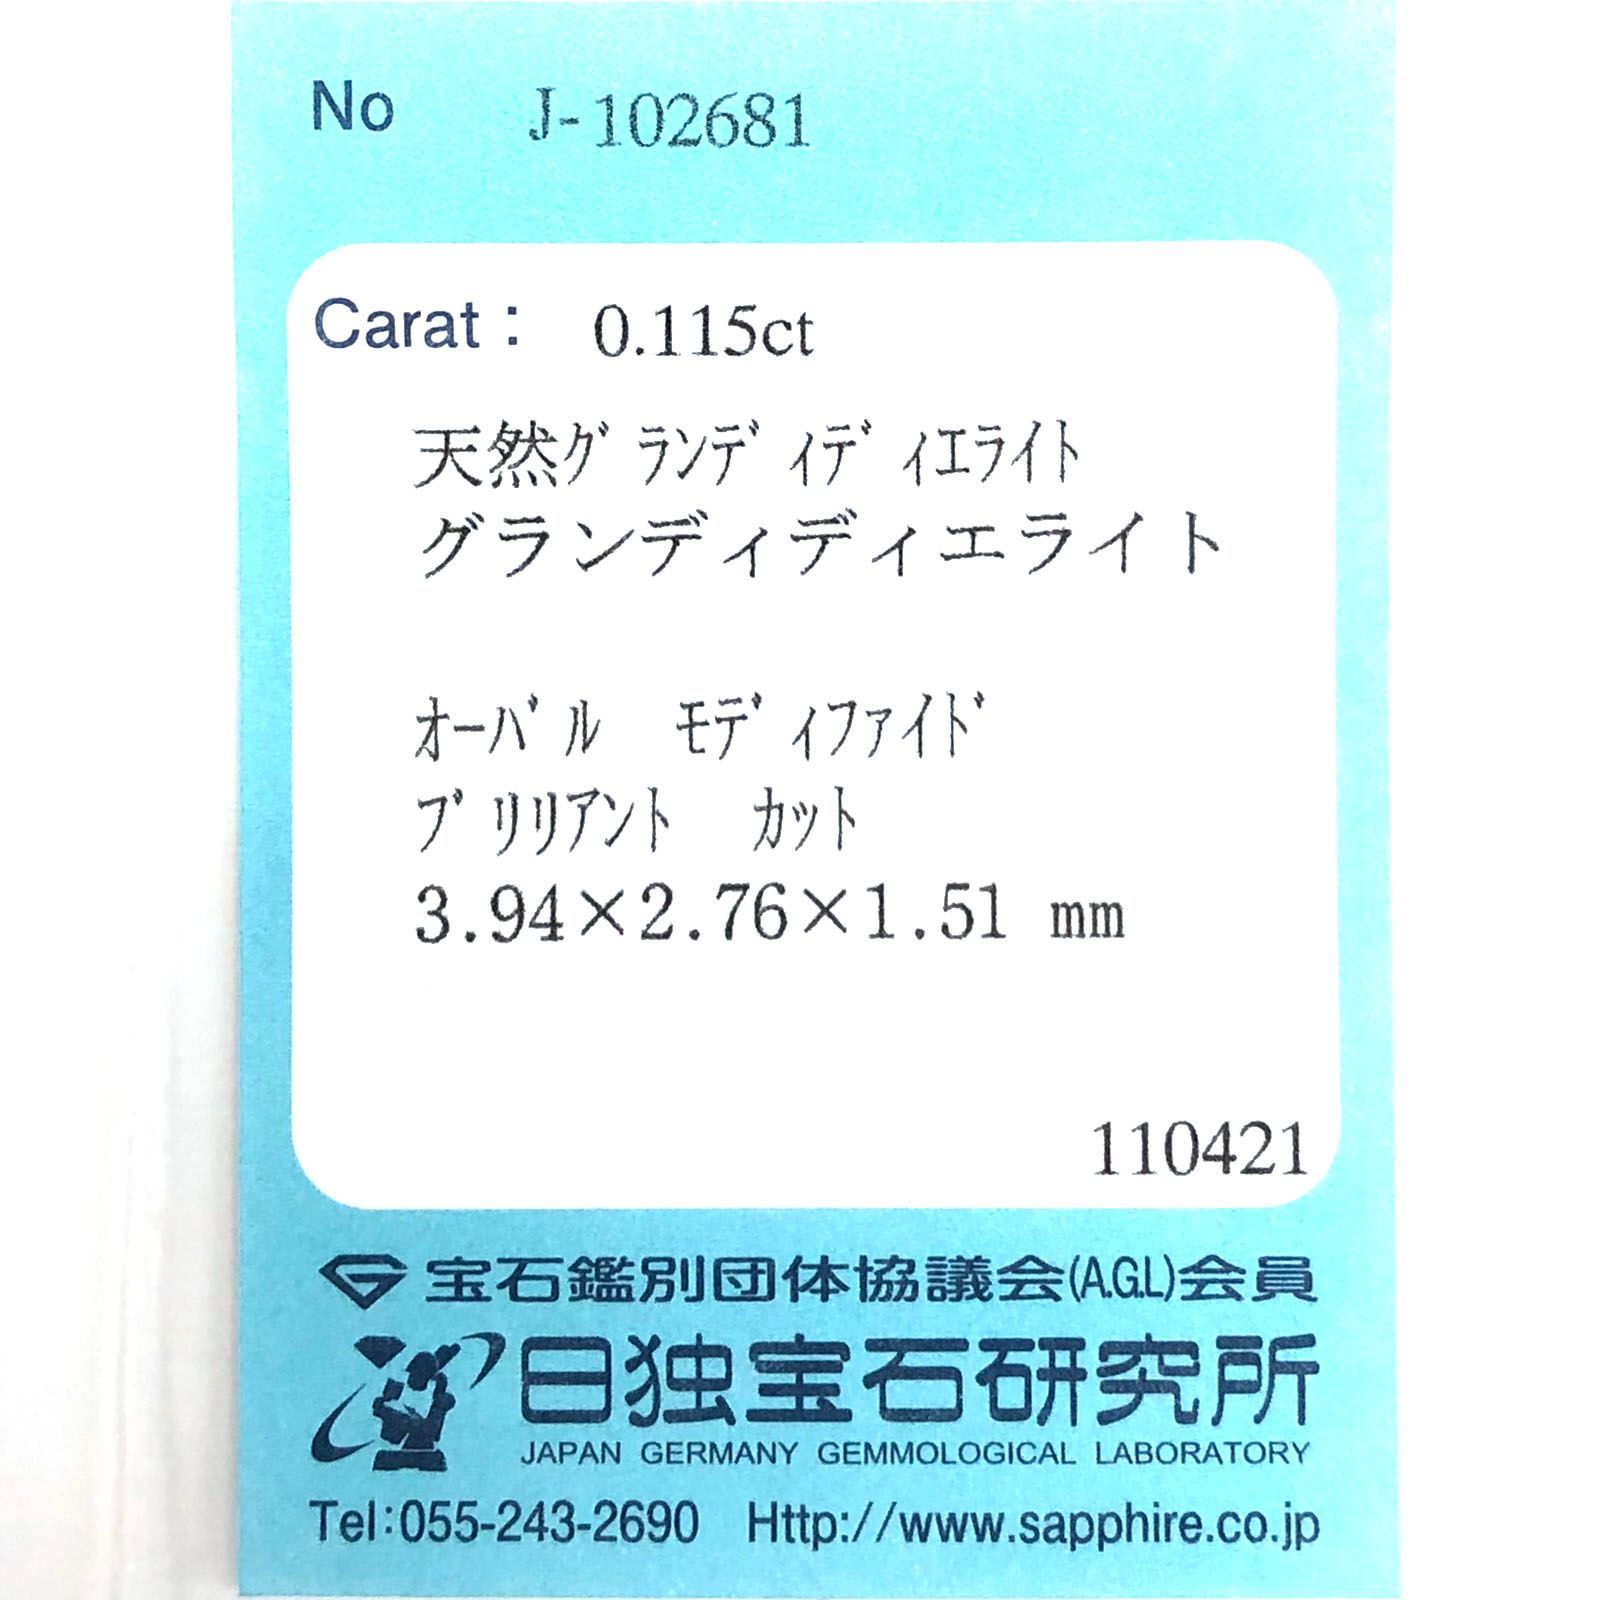 No J-102681
Carat： 0.115ct
天然ｸﾞﾗﾝﾃﾞｨﾃﾞｨｴﾗｲﾄ
グランディディエライト
ｵｰﾊﾞﾙ　ﾓﾃﾞｨﾌｧｲﾄﾞ
ﾌﾞﾘﾘｱﾝﾄ　ｶｯﾄ
3.94×2.76×1.51 mm
110421
宝石鑑別団体協議会(A.G.L)会員
日独宝石研究所
JAPAN GERMANY GEMMOLOGICAL LABORATORY
Tel:055-243-2690 Http://www.sapphire.co.jp